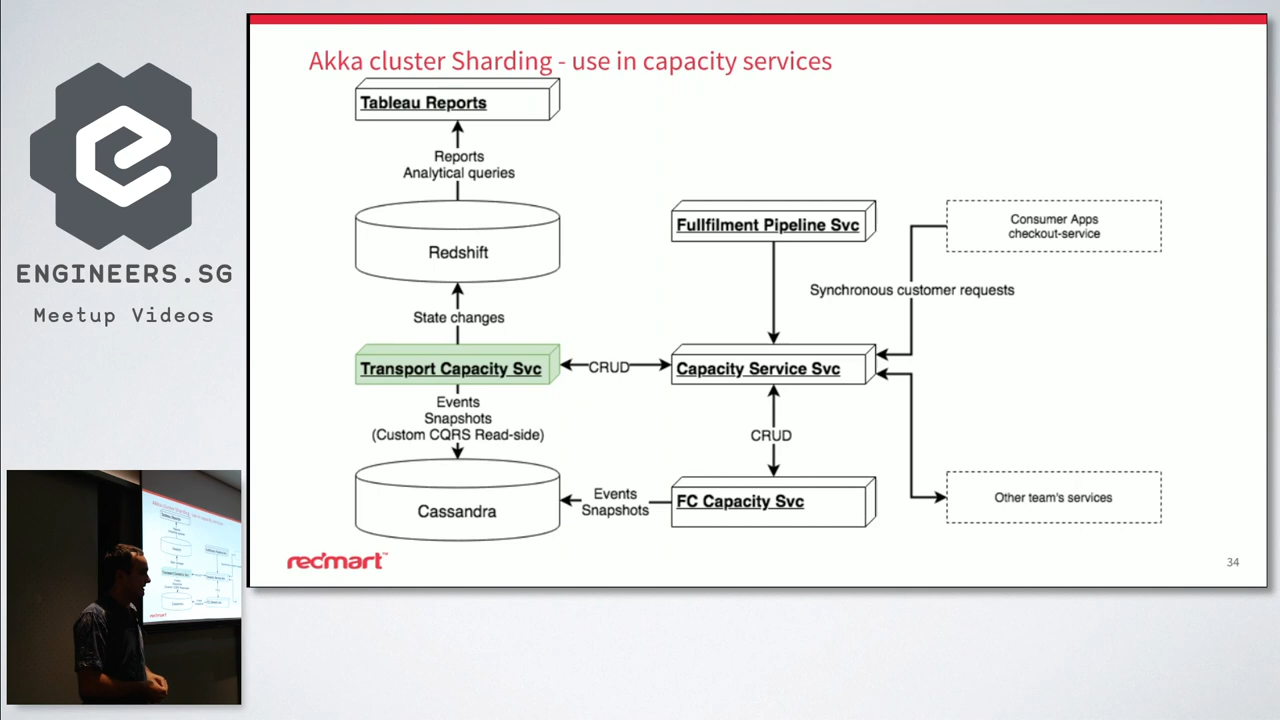 Akka cluster Sharding - use in capacity services
Tableau Reports
Reports
Analytical queries
Redshift
State changes
Transport Capacity Svc
Events
Snapshots
(Custom CQRS Read-side)
Cassandra
CRUD
Fullfilment Pipeline Svc
Capacity Service Svc
CRUD
FC Capacity Svc
Events
Snapshots
Consumer Apps
checkout-service
Synchronous customer requests
Other team's services
redmart™
34
ENGINEERS.SG
Meetup Videos